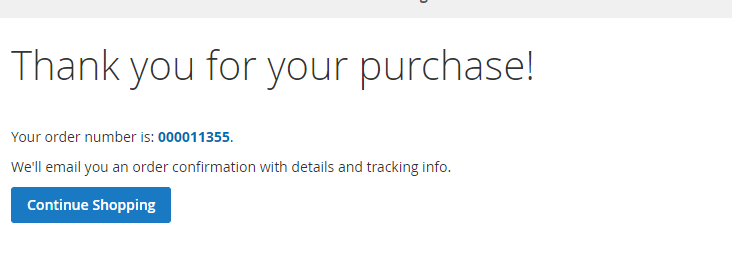 Thank you for your purchase!
Your order number is: 000011355.
We'll email you an order confirmation with details and tracking info.
Continue Shopping